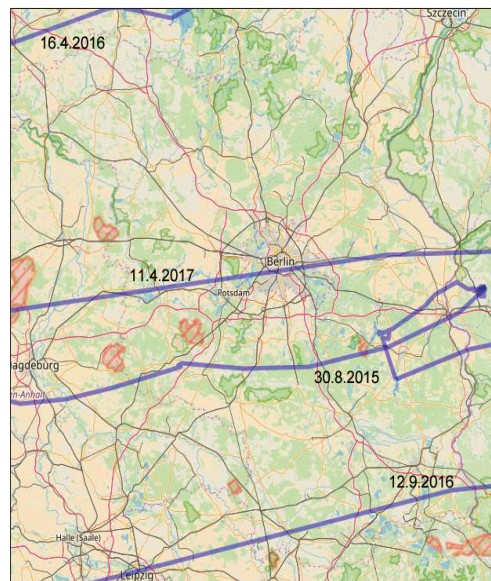 Szczecin
16.4.2016
11.4.2017
Berlin
Potsdam
agdeburg
30.8.2015
en-Anhalt
12.9.2016
Halle (Saale)
Leipzig